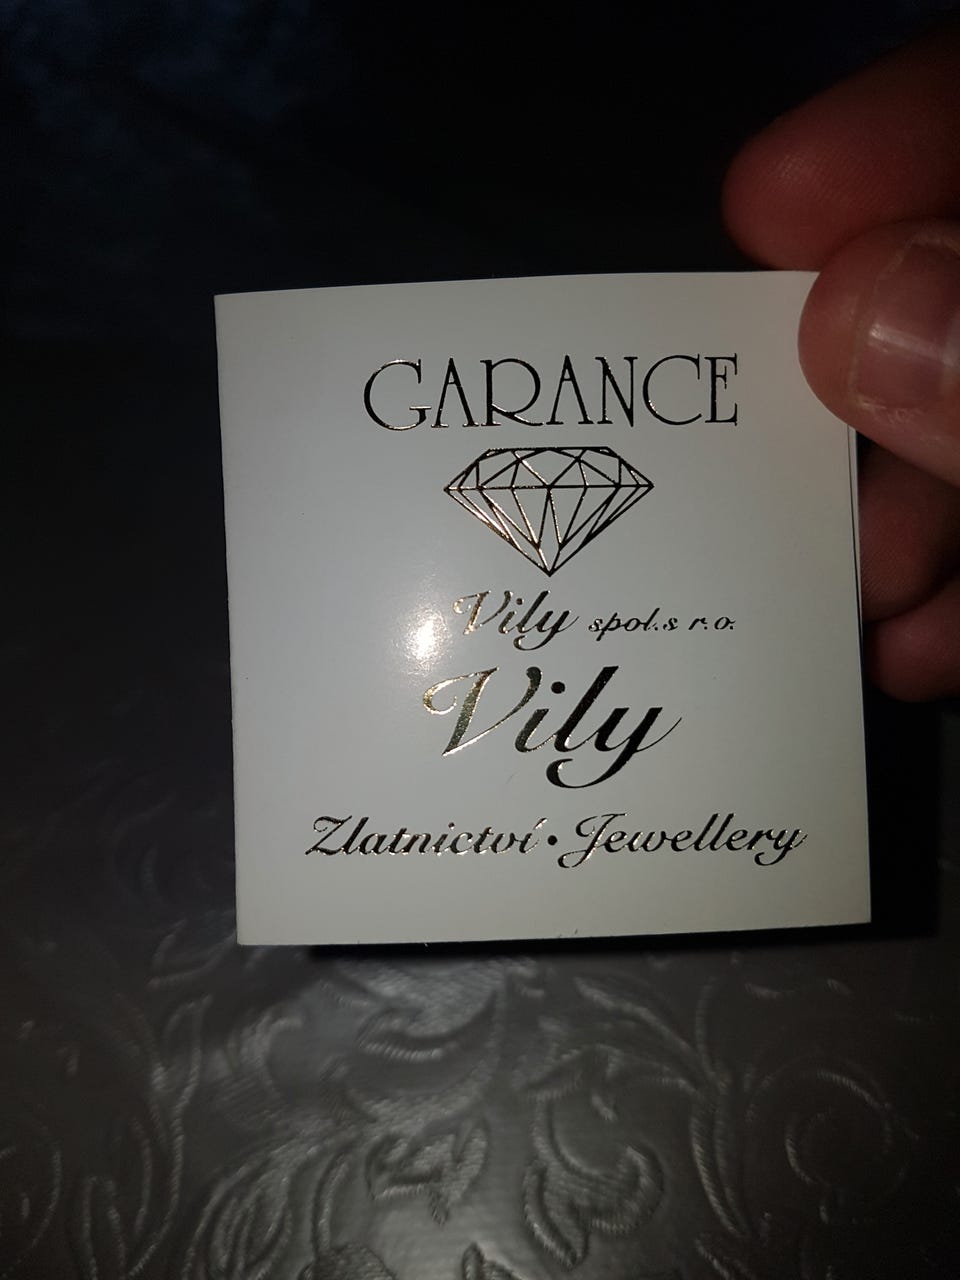 GARANCE
Vily spol.s r.o.
Vily
Zlatnictví • Jewellery